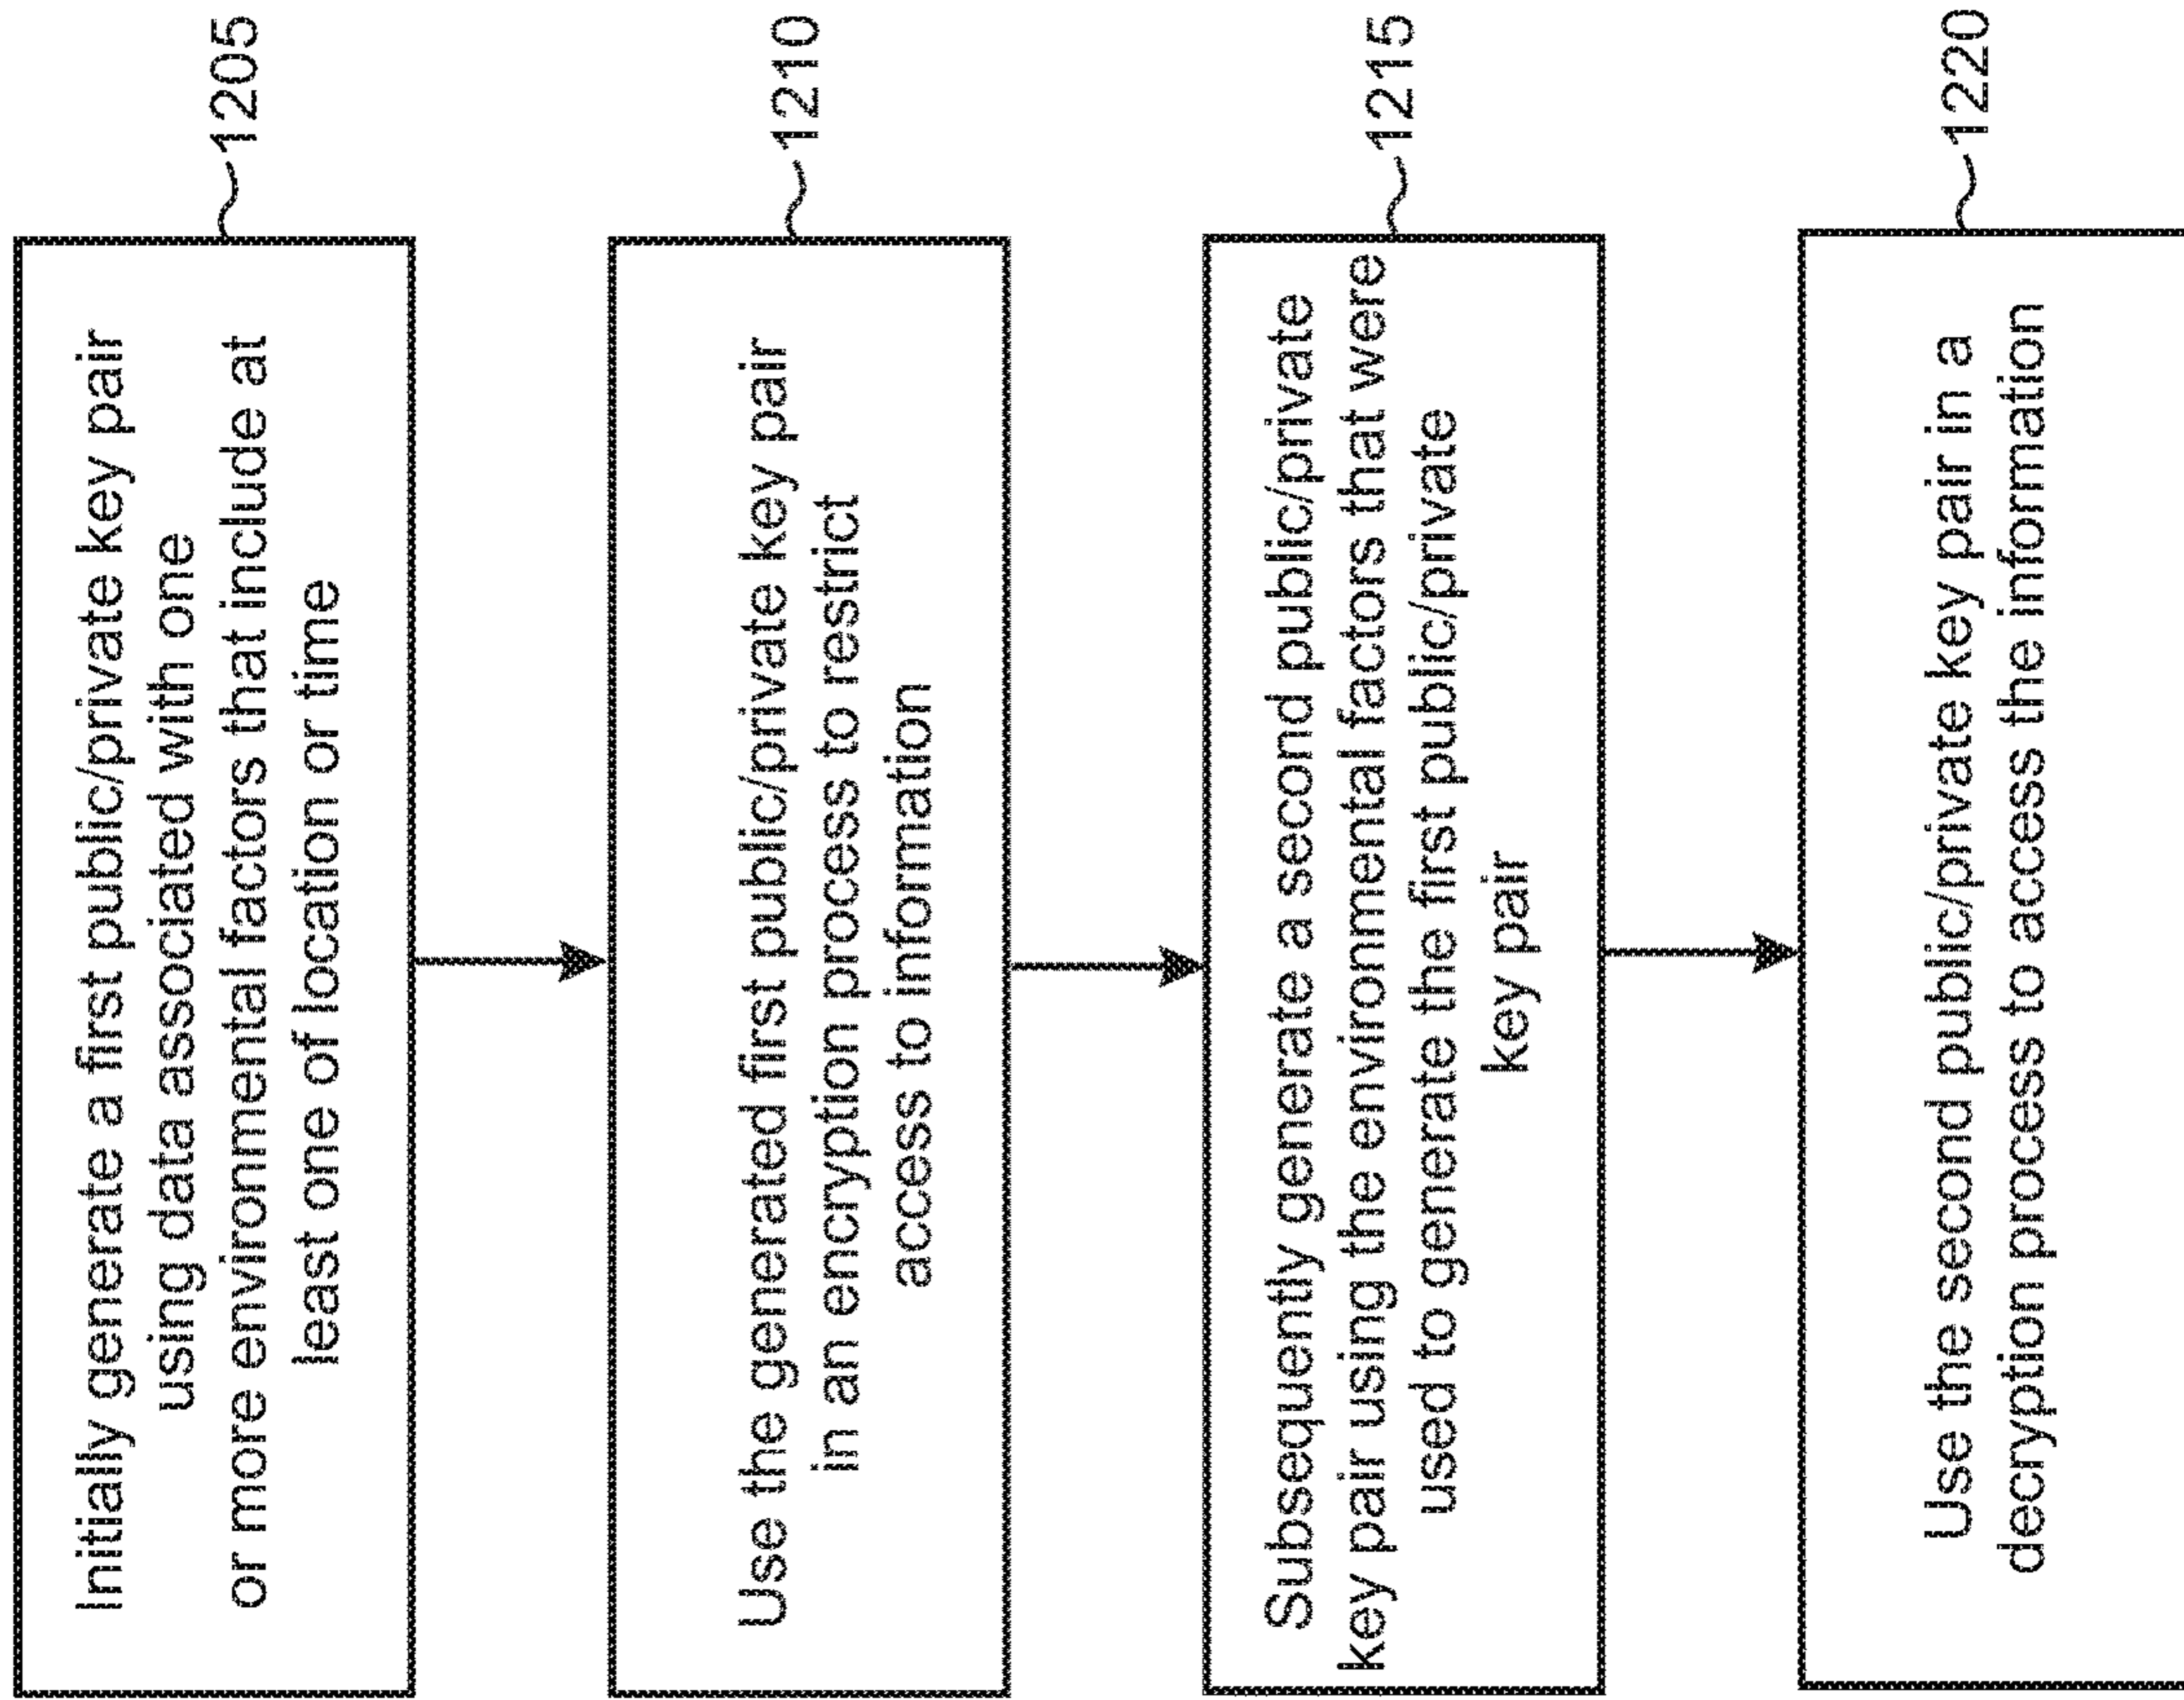 Initially generate a first public/private key pair
using data associated with one
or more environmental factors that include at
least one of location or time
1205
Use the generated first public/private key pair
in an encryption process to restrict
access to information
1210
Subsequently generate a second public/private
key pair using the environmental factors that were
used to generate the first public/private
key pair
1215
Use the second public/private key pair in a
decryption process to access the information
1220